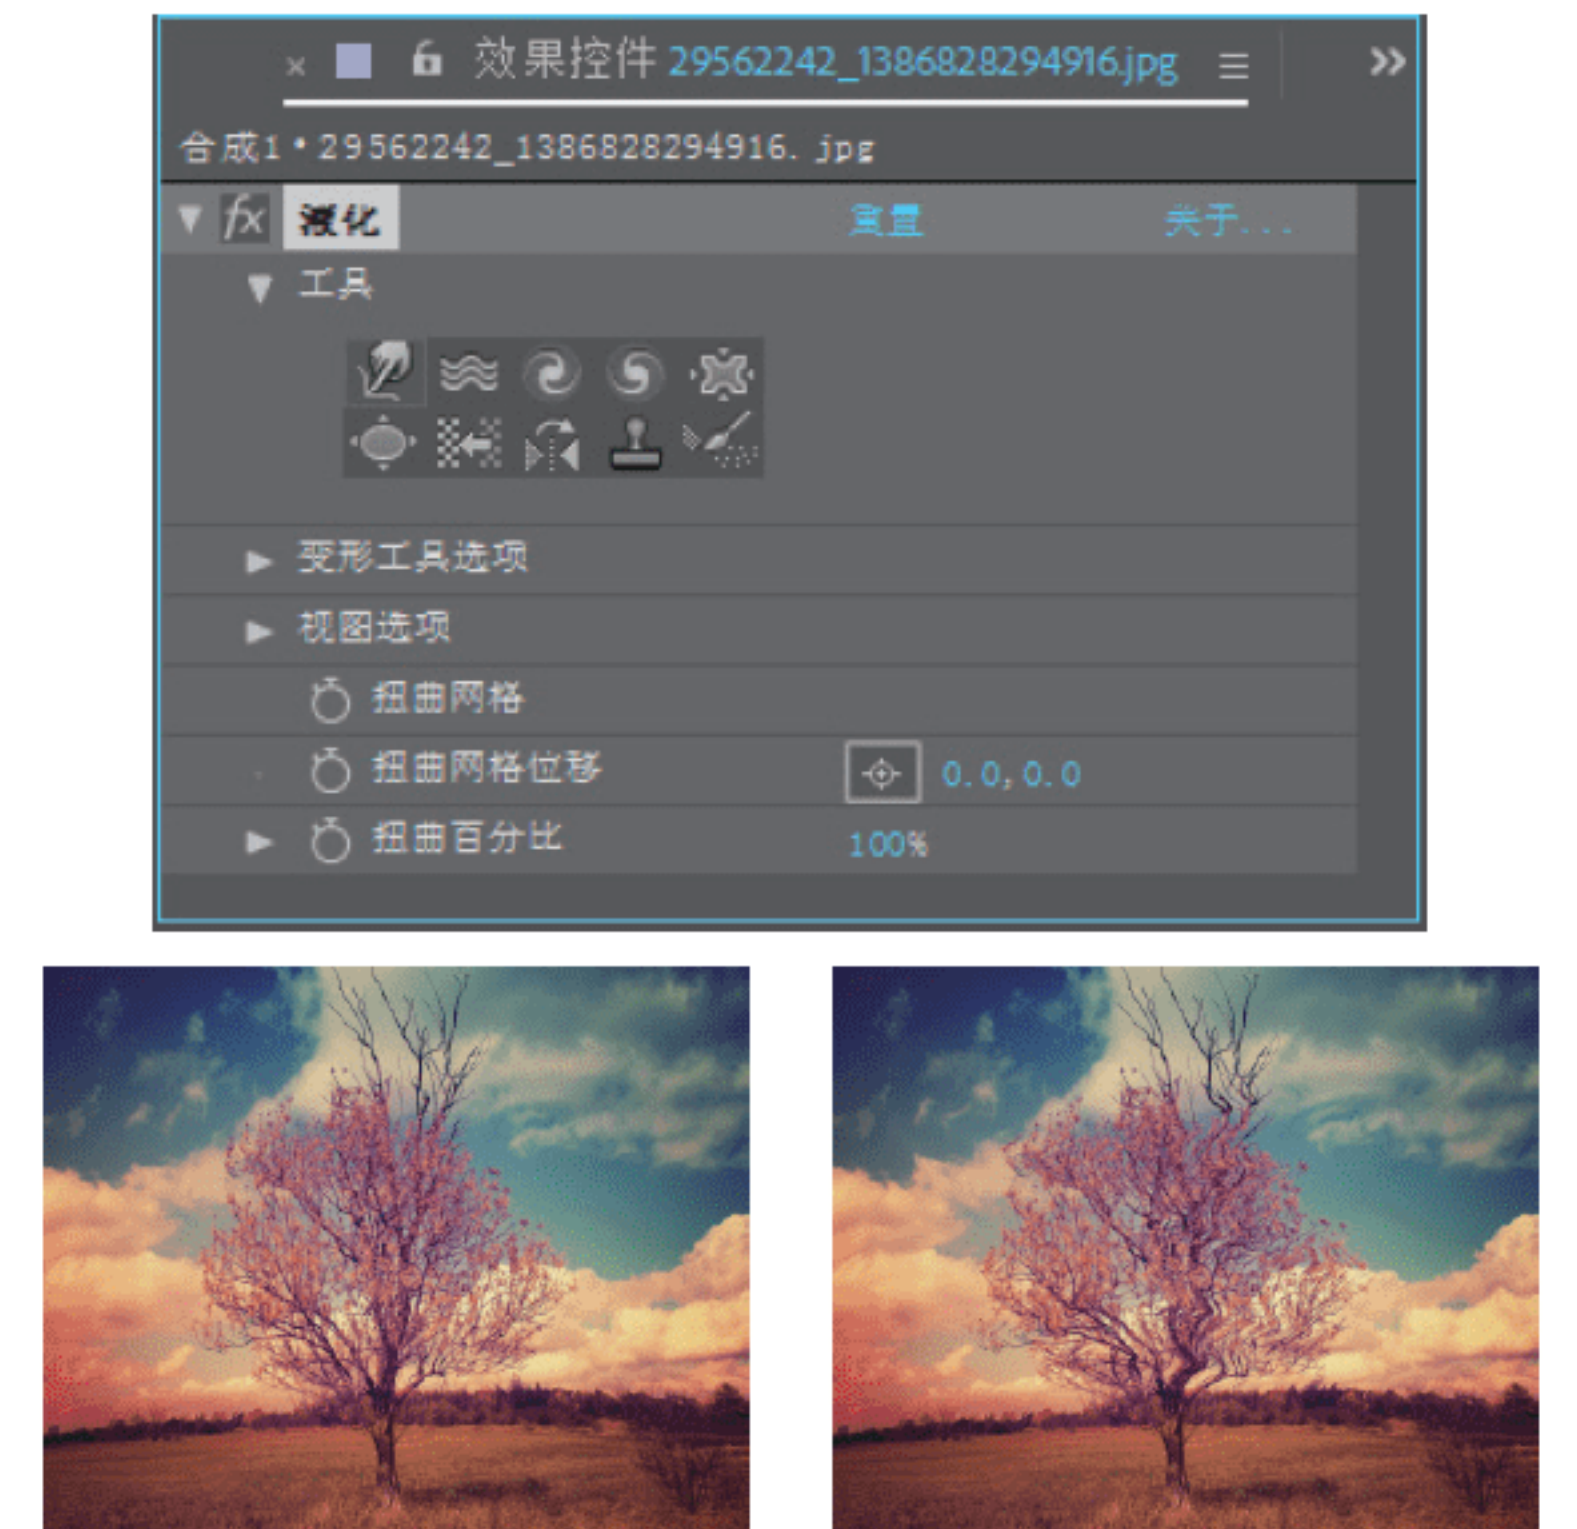 效果控件 29562242_1386828294916.jpg
合成1•29562242_1386828294916.jpg
fx 液化 重置 关于...
工具
变形工具选项
视图选项
扭曲网格
扭曲网格位移 0.0,0.0
扭曲百分比 100%